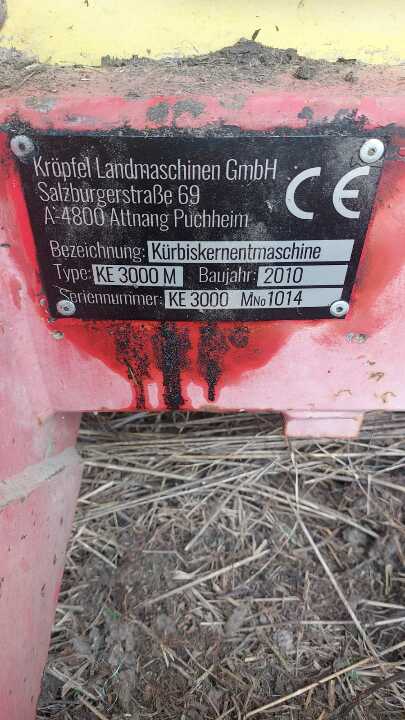 Kröpfel Landmaschinen GmbH
Salzburgerstraße 69
A-4800 Attnang Puchheim
CE
Bezeichnung: Kürbiskernentmaschine
Type: KE 3000 M Baujahr: 2010
Seriennummer: KE 3000 MNo 1014